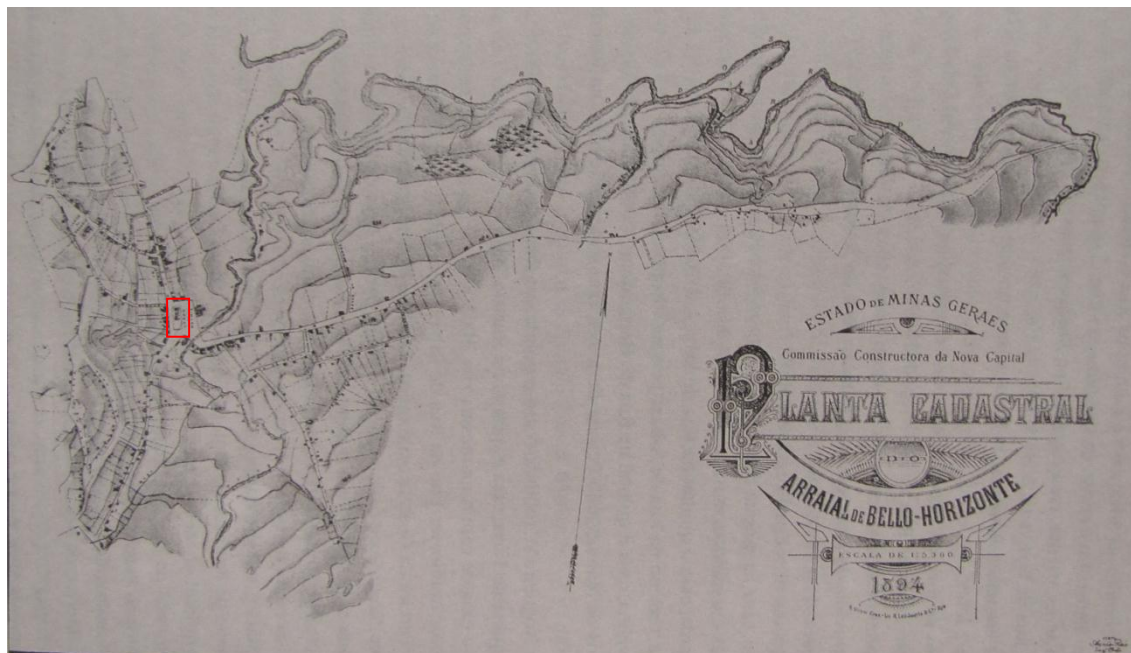 ESTADO DE MINAS GERAES
Commissão Constructora da Nova Capital
PLANTA CADASTRAL
DO
ARRAIAL DE BELLO-HORIZONTE
ESCALA DE 1:5.000
1894